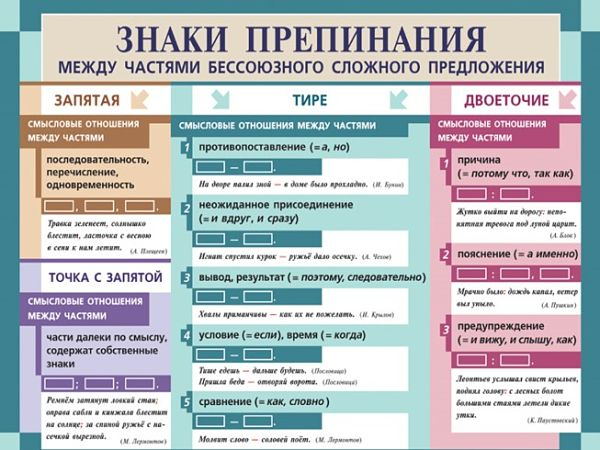 ЗНАКИ ПРЕПИНАНИЯ
МЕЖДУ ЧАСТЯМИ БЕССОЮЗНОГО СЛОЖНОГО ПРЕДЛОЖЕНИЯ
ЗАПЯТАЯ
СМЫСЛОВЫЕ ОТНОШЕНИЯ
МЕЖДУ ЧАСТЯМИ
последовательность,
перечисление,
одновременность
, , .
Травка зеленеет, солнышко
блестит, ласточка с весною
в сени к нам летит. (А. Плещеев)
ТОЧКА С ЗАПЯТОЙ
СМЫСЛОВЫЕ ОТНОШЕНИЯ
МЕЖДУ ЧАСТЯМИ
части далеки по смыслу,
содержат собственные
знаки
; ; .
Ремнём затянут ловкий стан;
оправа сабли и кинжала блестит
на солнце; за спиной ружьё с на-
сечкой вырезной. (М. Лермонтов)
ТИРЕ
СМЫСЛОВЫЕ ОТНОШЕНИЯ МЕЖДУ ЧАСТЯМИ
1 противопоставление (= а, но)
— .
На дворе палил зной — в доме было прохладно. (И. Бунин)
2 неожиданное присоединение
(= и вдруг, и сразу)
— .
Игнат спустил курок — ружьё дало осечку. (А. Чехов)
3 вывод, результат (= поэтому, следовательно)
— .
Хвалы приманчивы — как их не пожелать. (И. Крылов)
4 условие (= если), время (= когда)
— .
Тише едешь — дальше будешь. (Пословица)
Пришла беда — отворяй ворота. (Пословица)
5 сравнение (= как, словно)
— .
Молвит слово — соловей поёт. (М. Лермонтов)
ДВОЕТОЧИЕ
СМЫСЛОВЫЕ ОТНОШЕНИЯ
МЕЖДУ ЧАСТЯМИ
1 причина
(= потому что, так как)
: .
Жутко выйти на дорогу: непо-
нятная тревога под луной царит.
(А. Блок)
2 пояснение (= а именно)
: , .
Мрачно было: дождь капал, ветер
выл уныло. (А. Пушкин)
3 предупреждение
(= и вижу, и слышу, как)
: .
Леонтьев услышал свист крыльев,
поднял голову: с лесных болот
большими стаями летели дикие
утки. (К. Паустовский)